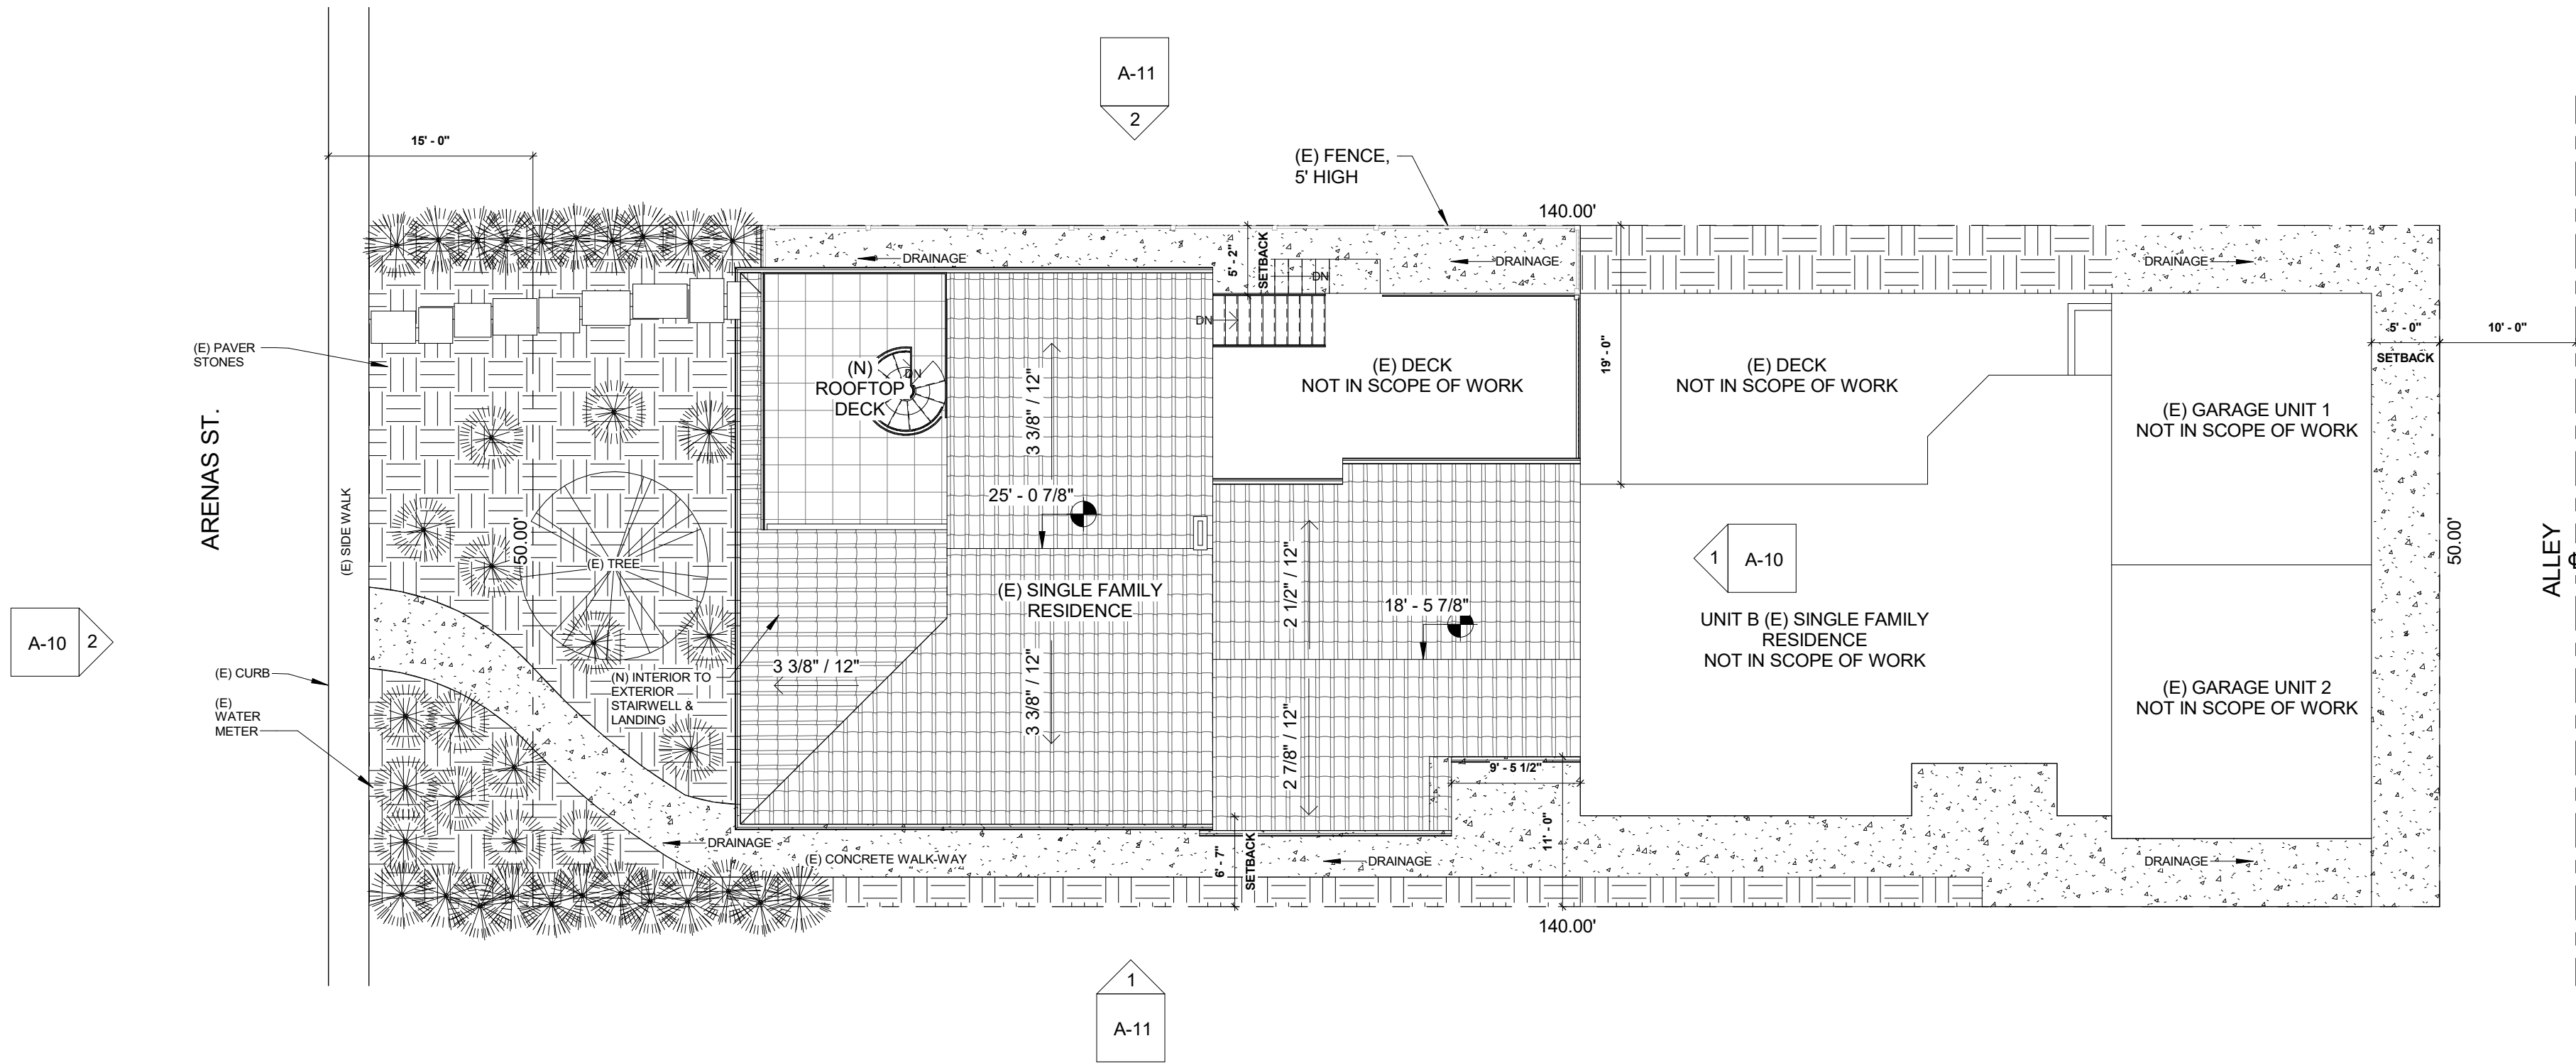 A-11
2
15' - 0"
(E) FENCE,
5' HIGH
140.00'
DRAINAGE
5' - 2"
SETBACK
DN
DRAINAGE
DRAINAGE
DN
5' - 0"
SETBACK
10' - 0"
(E) PAVER
STONES
(N)
ROOFTOP
DECK
DN
3 3/8" / 12"
(E) DECK
NOT IN SCOPE OF WORK
19' - 0"
(E) DECK
NOT IN SCOPE OF WORK
(E) GARAGE UNIT 1
NOT IN SCOPE OF WORK
ARENAS ST.
(E) SIDE WALK
50.00'
(E) TREE
25' - 0 7/8"
(E) SINGLE FAMILY
RESIDENCE
2 1/2" / 12"
18' - 5 7/8"
1
A-10
UNIT B (E) SINGLE FAMILY
RESIDENCE
NOT IN SCOPE OF WORK
50.00'
ALLEY
A-10
2
(E) CURB
(E)
WATER
METER
(N) INTERIOR TO
EXTERIOR
STAIRWELL &
LANDING
3 3/8" / 12"
3 3/8" / 12"
2 7/8" / 12"
9' - 5 1/2"
11' - 0"
(E) GARAGE UNIT 2
NOT IN SCOPE OF WORK
DRAINAGE
(E) CONCRETE WALK-WAY
6' - 7"
SETBACK
DRAINAGE
DRAINAGE
140.00'
1
A-11